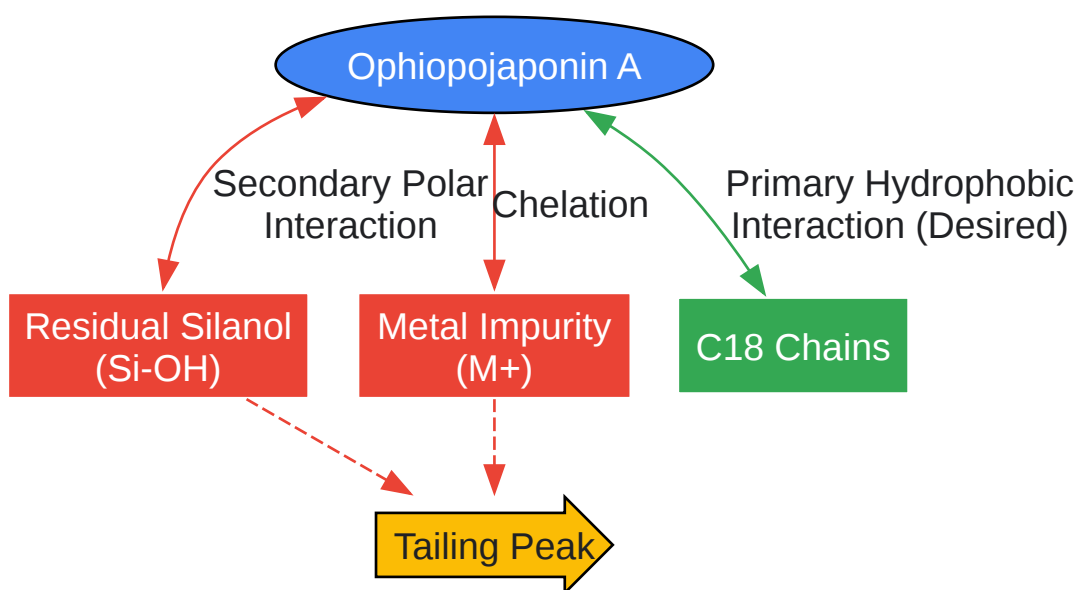 Ophiopojaponin A
Secondary Polar
Interaction
Chelation
Primary Hydrophobic
Interaction (Desired)
Residual Silanol
(Si-OH)
Metal Impurity
(M+)
C18 Chains
Tailing Peak